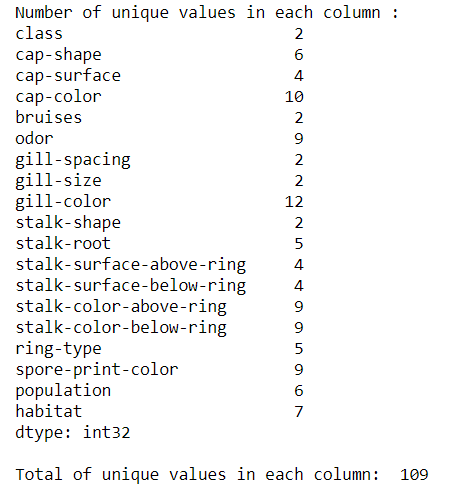 Number of unique values in each column :
class 2
cap-shape 6
cap-surface 4
cap-color 10
bruises 2
odor 9
gill-spacing 2
gill-size 2
gill-color 12
stalk-shape 2
stalk-root 5
stalk-surface-above-ring 4
stalk-surface-below-ring 4
stalk-color-above-ring 9
stalk-color-below-ring 9
ring-type 5
spore-print-color 9
population 6
habitat 7
dtype: int32
Total of unique values in each column: 109